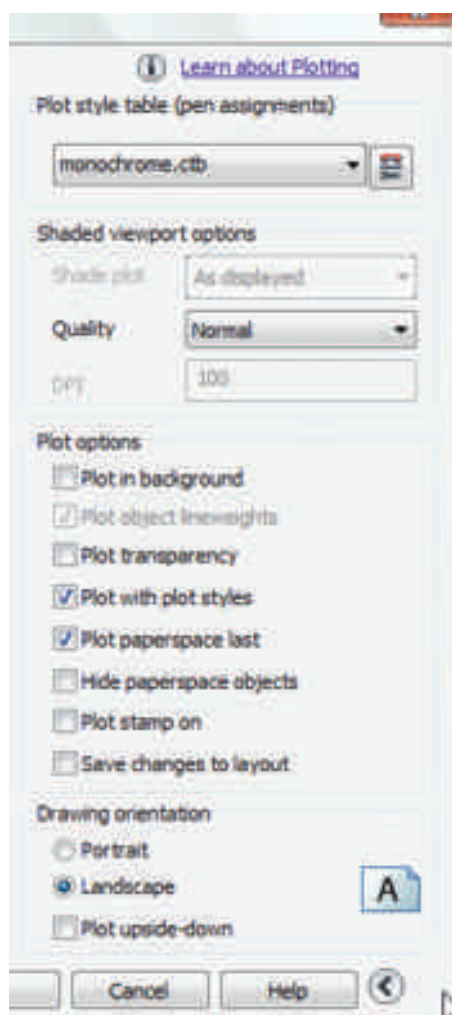 Learn about Plotting
Plot style table (pen assignments)
monochrome.ctb
Shaded viewport options
Shade plot As displayed
Quality Normal
DPI 100
Plot options
Plot in background
Plot object lineweights
Plot transparency
Plot with plot styles
Plot paperspace last
Hide paperspace objects
Plot stamp on
Save changes to layout
Drawing orientation
Portrait
Landscape
A
Plot upside-down
Cancel Help